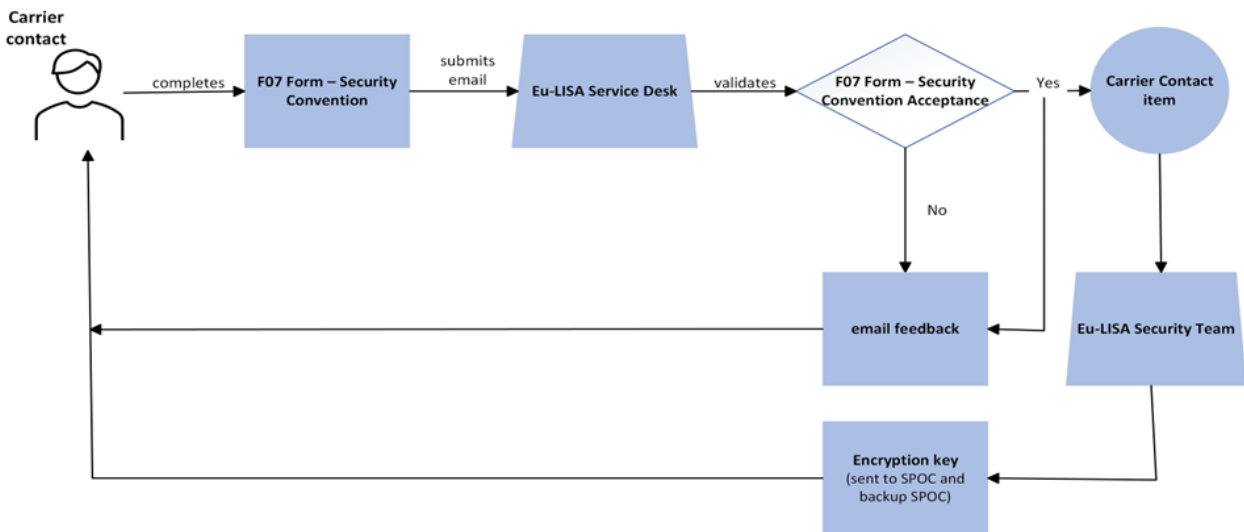 Carrier
contact
completes
F07 Form – Security
Convention
submits
email
Eu-LISA Service Desk
validates
F07 Form – Security
Convention Acceptance
Yes
Carrier Contact
item
No
email feedback
Eu-LISA Security Team
Encryption key
(sent to SPOC and
backup SPOC)